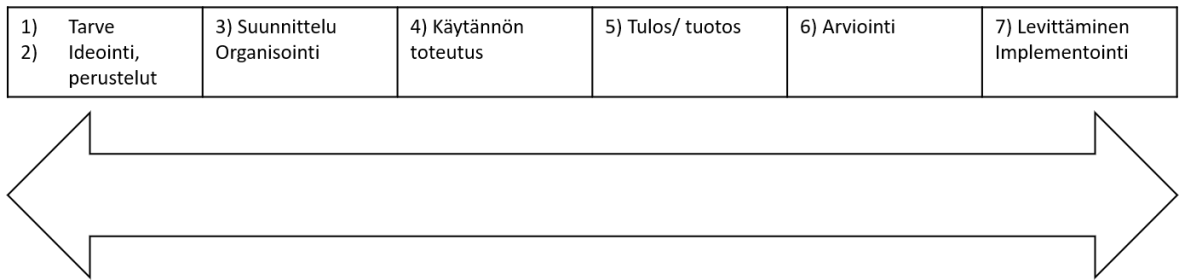 1) Tarve
2) Ideointi,
perustelut
3) Suunnittelu
Organisointi
4) Käytännön
toteutus
5) Tulos/ tuotos
6) Arviointi
7) Levittäminen
Implementointi